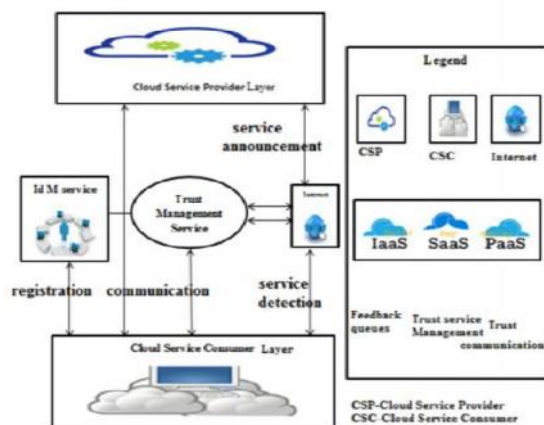 Cloud Service Provider Layer
service
announcement
Id M service
Trust
Management
Service
Internet
registration
communication
service
detection
Cloud Service Consumer Layer
Legend
CSP
CSC
Internet
IaaS
SaaS
PaaS
Feedback
queues
Trust service
Management
Trust
communication
CSP-Cloud Service Provider
CSC-Cloud Service Consumer